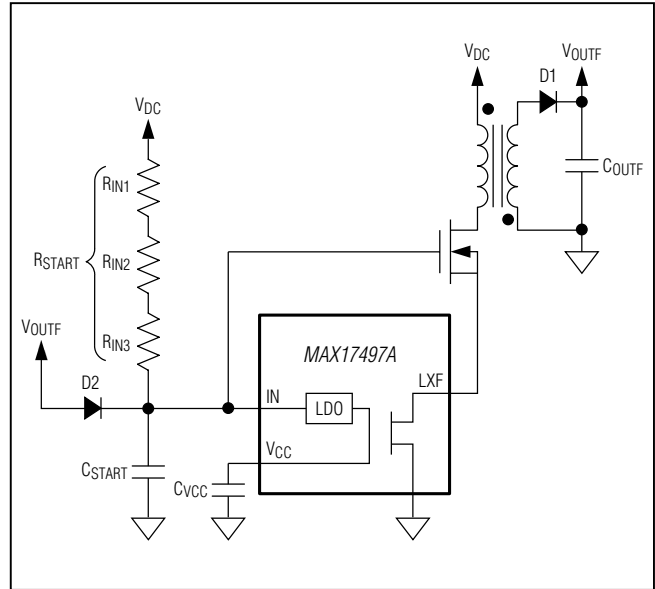 VDC
D1
VOUTF
VDC
RIN1
COUTF
RIN2
RSTART
RIN3
VOUTF
MAX17497A
D2
IN
LDO
LXF
VCC
CSTART
CVCC